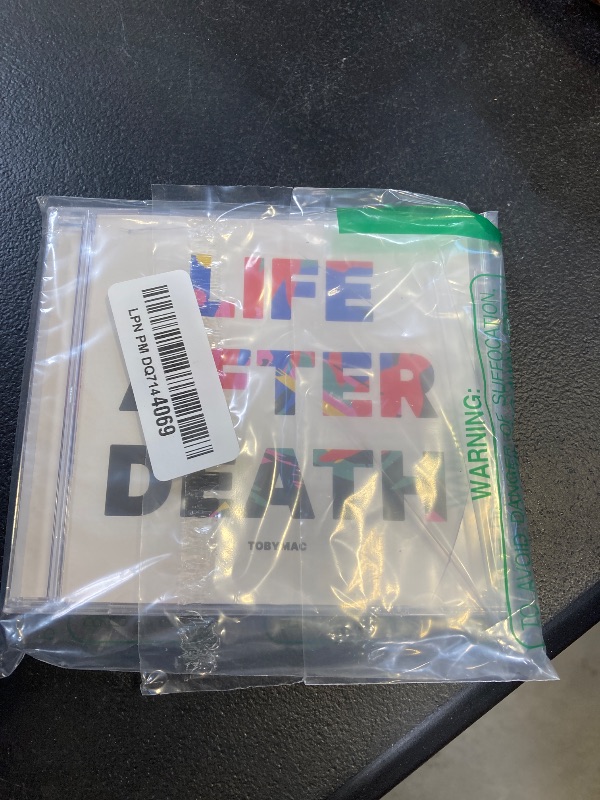 LIFE
AFTER
DEATH
TOBYMAC
LPN PM DQ7144069
WARNING:
TO AVOID DANGER OF SUFFOCATION